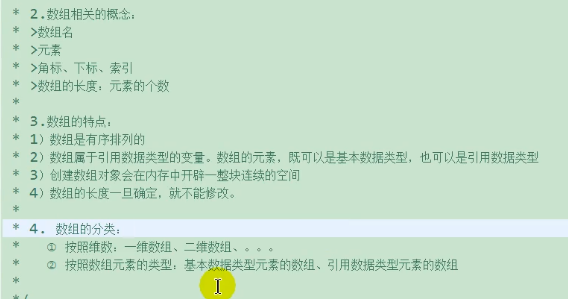 * 2.数组相关的概念：
* >数组名
* >元素
* >角标、下标、索引
* >数组的长度：元素的个数
*
* 3.数组的特点：
* 1）数组是有序排列的
* 2）数组属于引用数据类型的变量。数组的元素，既可以是基本数据类型，也可以是引用数据类型
* 3）创建数组对象会在内存中开辟一整块连续的空间
* 4）数组的长度一旦确定，就不能修改。
*
* 4. 数组的分类：
* ① 按照维数：一维数组、二维数组、。。。
* ② 按照数组元素的类型：基本数据类型元素的数组、引用数据类型元素的数组
*
*/